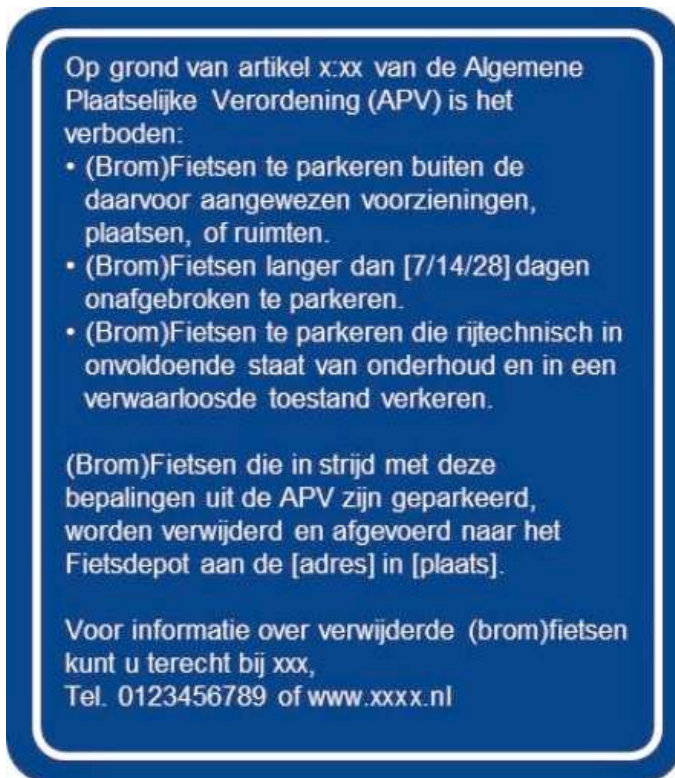 Op grond van artikel x:xx van de Algemene
Plaatselijke Verordening (APV) is het
verboden:
• (Brom)Fietsen te parkeren buiten de
daarvoor aangewezen voorzieningen,
plaatsen, of ruimten.
• (Brom)Fietsen langer dan [7/14/28] dagen
onafgebroken te parkeren.
• (Brom)Fietsen te parkeren die rijtechnisch in
onvoldoende staat van onderhoud en in een
verwaarloosde toestand verkeren.
(Brom)Fietsen die in strijd met deze
bepalingen uit de APV zijn geparkeerd,
worden verwijderd en afgevoerd naar het
Fietsdepot aan de [adres] in [plaats].
Voor informatie over verwijderde (brom)fietsen
kunt u terecht bij xxx,
Tel. 0123456789 of www.xxxx.nl